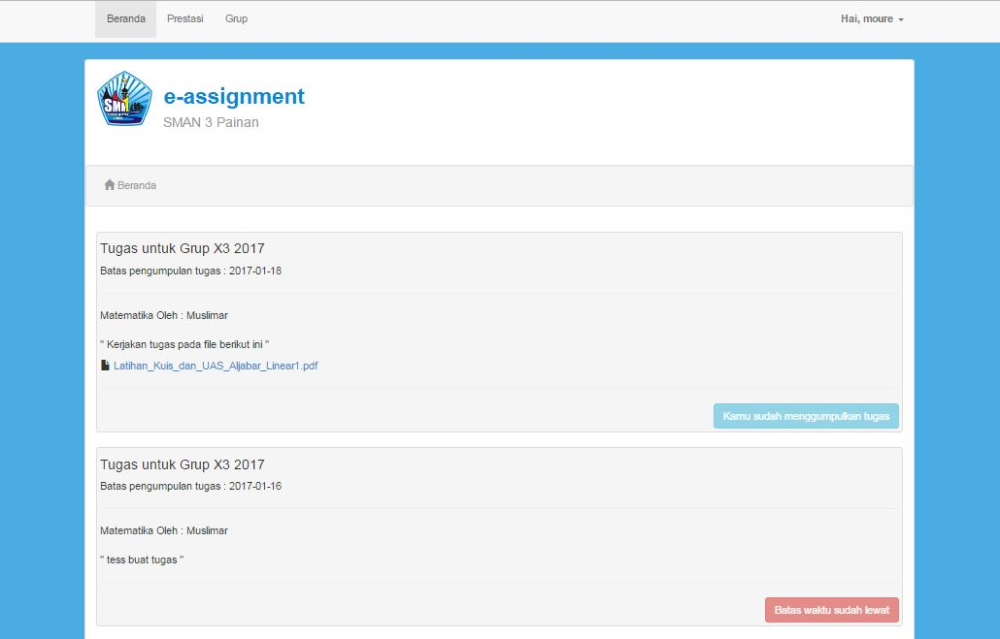 Beranda Prestasi Grup Hai, moure
SMN
e-assignment
SMAN 3 Painan
Beranda
Tugas untuk Grup X3 2017
Batas pengumpulan tugas : 2017-01-18
Matematika Oleh : Muslimar
" Kerjakan tugas pada file berikut ini "
Latihan_Kuis_dan_UAS_Aljabar_Linear1.pdf
Kamu sudah menggumpulkan tugas
Tugas untuk Grup X3 2017
Batas pengumpulan tugas : 2017-01-16
Matematika Oleh : Muslimar
" tess buat tugas "
Batas waktu sudah lewat